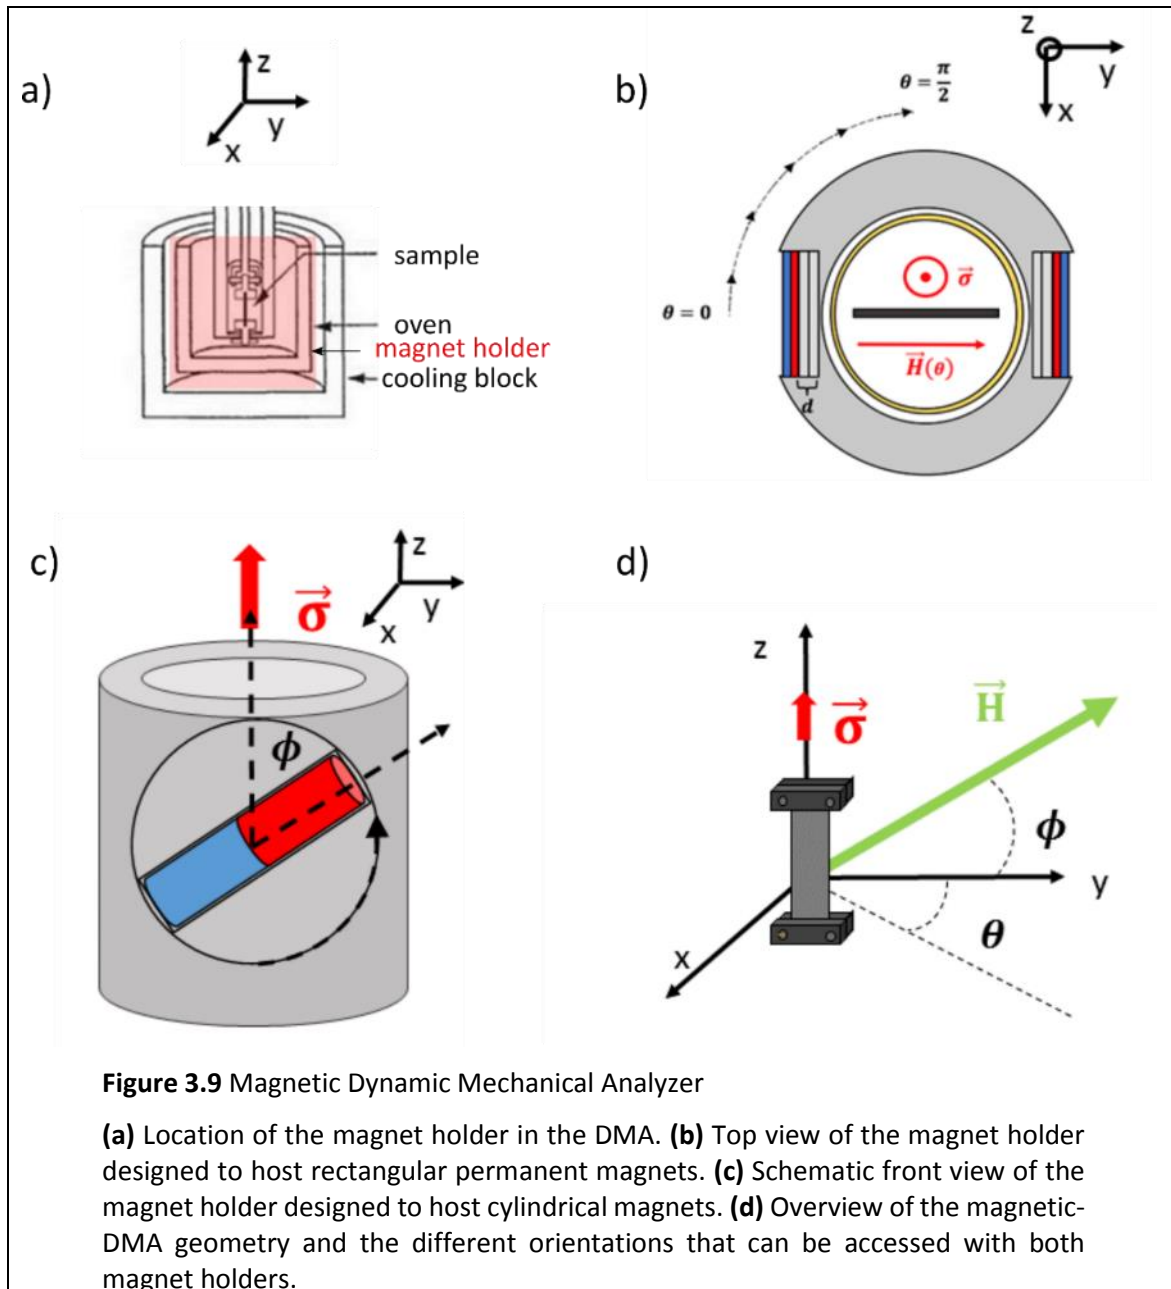 a)
z
y
x
sample
oven
magnet holder
cooling block
b)
z
y
x
θ = π/2
θ = 0
σ⃗
H⃗(θ)
d
c)
σ⃗
z
y
x
ϕ
d)
z
σ⃗
H⃗
ϕ
y
θ
x
Figure 3.9 Magnetic Dynamic Mechanical Analyzer
(a) Location of the magnet holder in the DMA. (b) Top view of the magnet holder
designed to host rectangular permanent magnets. (c) Schematic front view of the
magnet holder designed to host cylindrical magnets. (d) Overview of the magnetic-
DMA geometry and the different orientations that can be accessed with both
magnet holders.